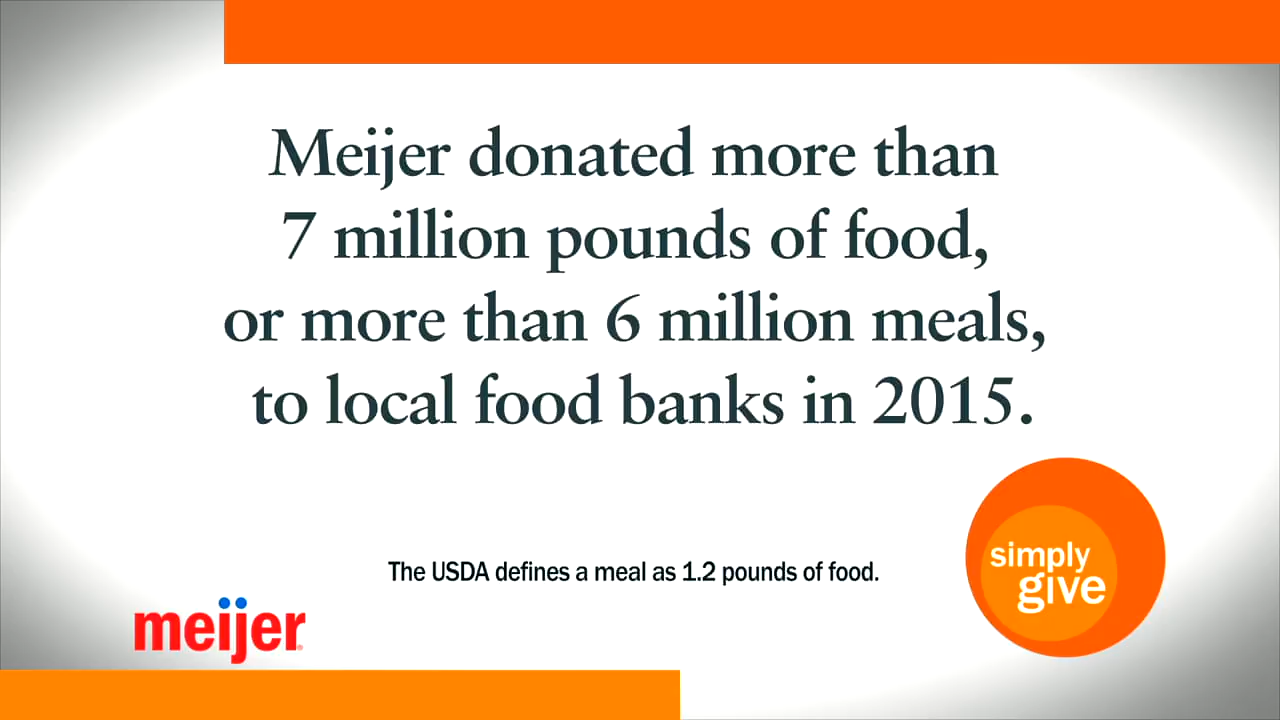 Meijer donated more than
7 million pounds of food,
or more than 6 million meals,
to local food banks in 2015.
The USDA defines a meal as 1.2 pounds of food.
simply
give
meijer